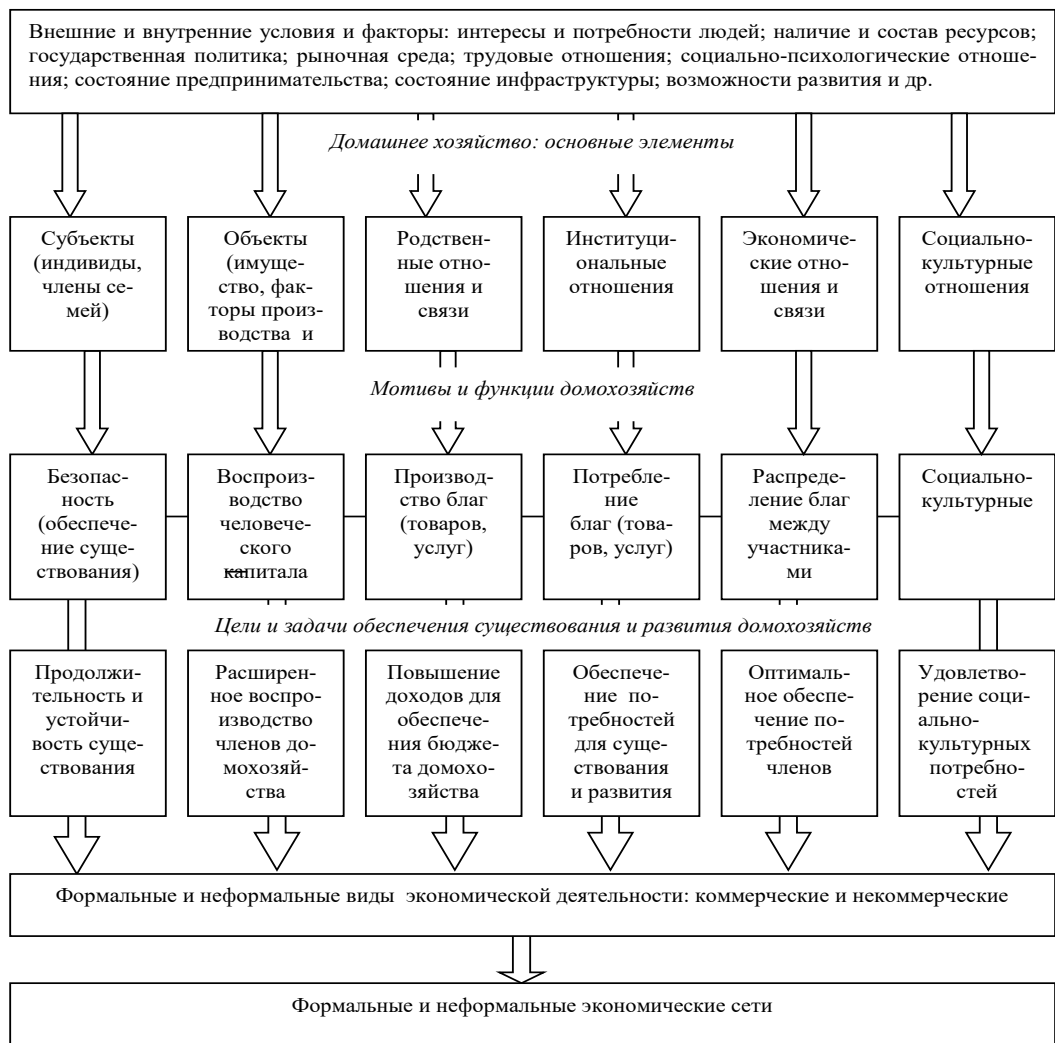 Внешние и внутренние условия и факторы: интересы и потребности людей; наличие и состав ресурсов;
государственная политика; рыночная среда; трудовые отношения; социально-психологические отноше-
ния; состояние предпринимательства; состояние инфраструктуры; возможности развития и др.
Домашнее хозяйство: основные элементы
Субъекты
(индивиды,
члены се-
мей)
Объекты
(имуще-
ство, фак-
торы произ-
водства и
Родствен-
ные отно-
шения и
связи
Институци-
ональные
отношения
Экономиче-
ские отно-
шения и
связи
Социально-
культурные
отношения
Мотивы и функции домохозяйств
Безопас-
ность
(обеспече-
ние суще-
ствования)
Воспроиз-
водство
человече-
ского
капитала
Производ-
ство благ
(товаров,
услуг)
Потребле-
ние
благ (това-
ров, услуг)
Распреде-
ление благ
между
участника-
ми
Социально-
культурные
Цели и задачи обеспечения существования и развития домохозяйств
Продолжи-
тельность и
устойчи-
вость суще-
ствования
Расширен-
ное воспро-
изводство
членов до-
мохозяй-
ства
Повышение
доходов для
обеспече-
ния бюдже-
та домохо-
зяйства
Обеспече-
ние по-
требностей
для суще-
ствования
и развития
Оптималь-
ное обеспе-
чение по-
требностей
членов
Удовлетво-
рение соци-
ально-
культурных
потребно-
стей
Формальные и неформальные виды экономической деятельности: коммерческие и некоммерческие
Формальные и неформальные экономические сети